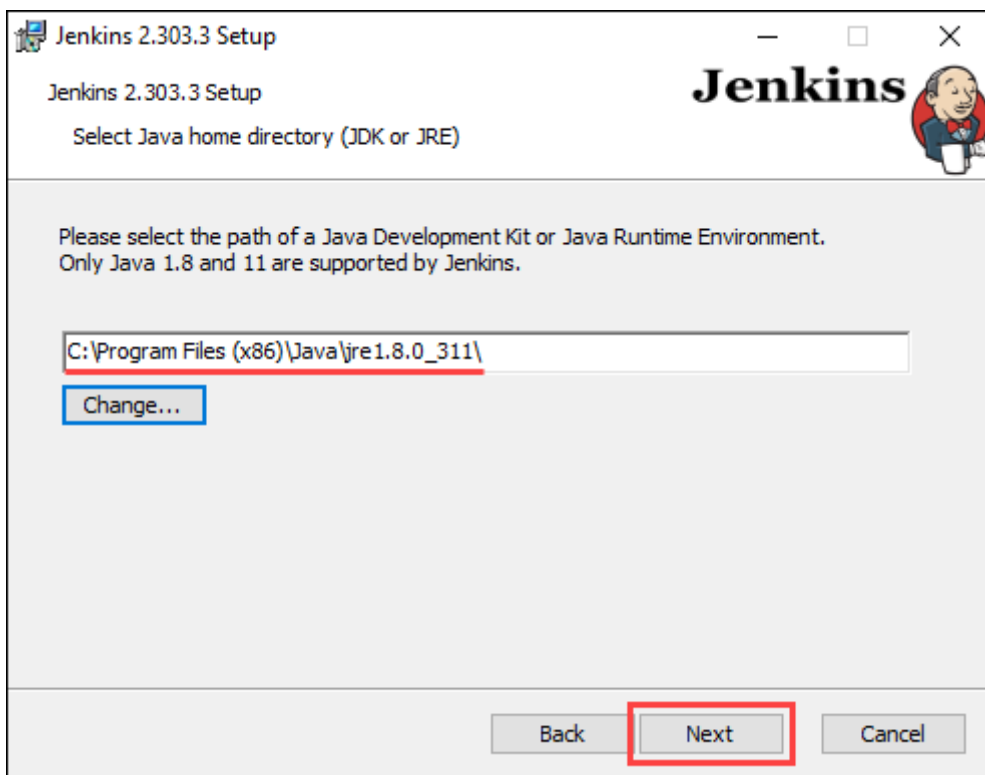 Jenkins 2.303.3 Setup
Jenkins 2.303.3 Setup
Jenkins
Select Java home directory (JDK or JRE)
Please select the path of a Java Development Kit or Java Runtime Environment.
Only Java 1.8 and 11 are supported by Jenkins.
C:\Program Files (x86)\Java\jre1.8.0_311\
Change...
Back Next Cancel